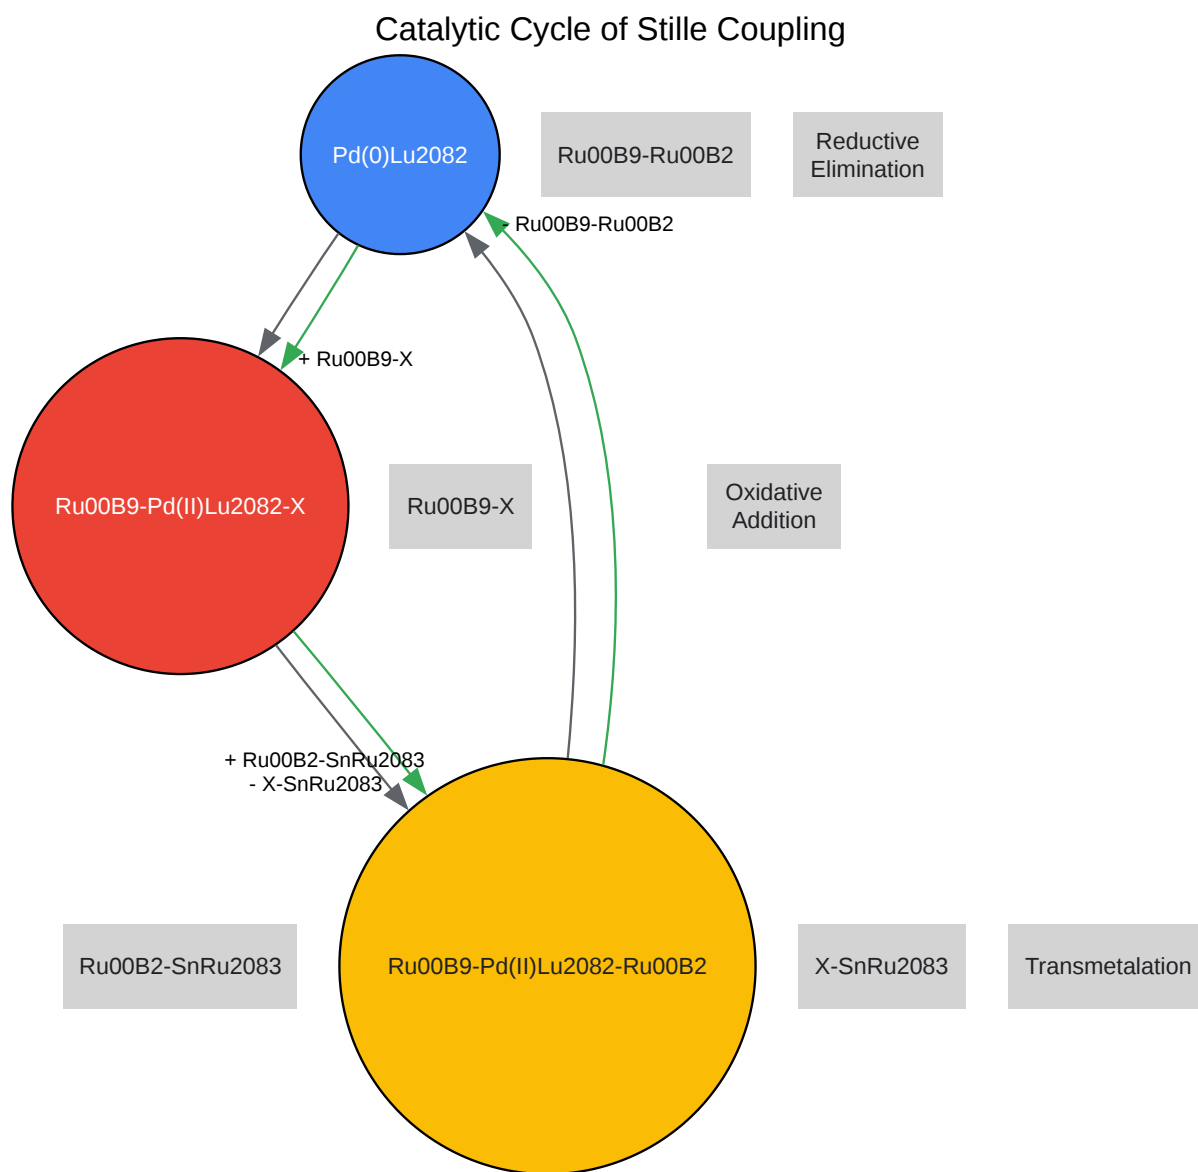 Catalytic Cycle of Stille Coupling
Pd(0)Lu2082
Ru00B9-Ru00B2
Reductive
Elimination
- Ru00B9-Ru00B2
+ Ru00B9-X
Ru00B9-Pd(II)Lu2082-X
Ru00B9-X
Oxidative
Addition
+ Ru00B2-SnRu2083
- X-SnRu2083
Ru00B2-SnRu2083
Ru00B9-Pd(II)Lu2082-Ru00B2
X-SnRu2083
Transmetalation